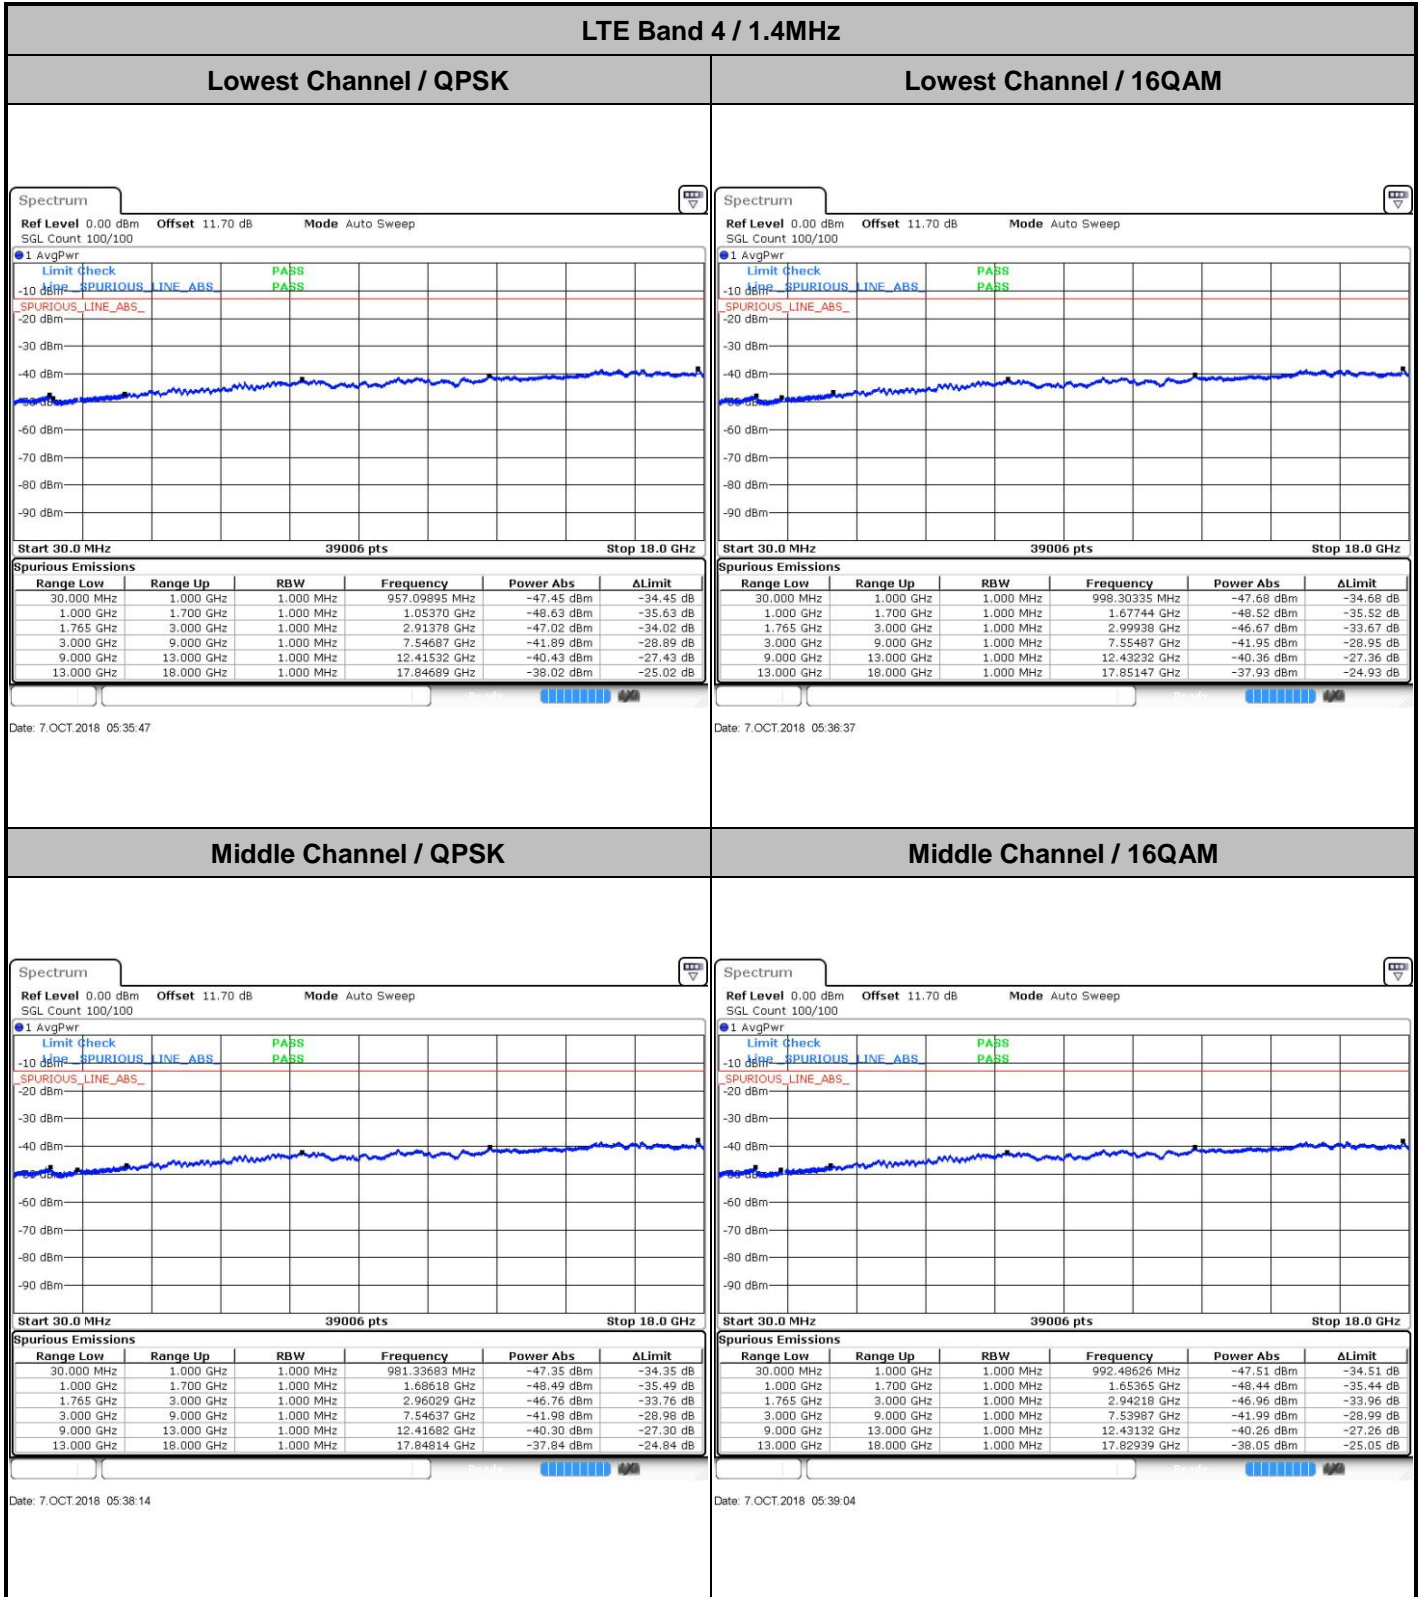 LTE Band 4 / 1.4MHz
Lowest Channel / QPSK
Lowest Channel / 16QAM
Spectrum
Ref Level 0.00 dBm Offset 11.70 dB Mode Auto Sweep
SGL Count 100/100
1 AvgPwr
Limit Check PASS
Line _SPURIOUS_LINE_ABS_ PASS
-10 dBm
_SPURIOUS_LINE_ABS_
-20 dBm
-30 dBm
-40 dBm
-50 dBm
-60 dBm
-70 dBm
-80 dBm
-90 dBm
Start 30.0 MHz 39006 pts Stop 18.0 GHz
Spurious Emissions
Range Low Range Up RBW Frequency Power Abs ΔLimit
30.000 MHz 1.000 GHz 1.000 MHz 957.09895 MHz -47.45 dBm -34.45 dB
1.000 GHz 1.700 GHz 1.000 MHz 1.05370 GHz -48.63 dBm -35.63 dB
1.765 GHz 3.000 GHz 1.000 MHz 2.91378 GHz -47.02 dBm -34.02 dB
3.000 GHz 9.000 GHz 1.000 MHz 7.54687 GHz -41.89 dBm -28.89 dB
9.000 GHz 13.000 GHz 1.000 MHz 12.41532 GHz -40.43 dBm -27.43 dB
13.000 GHz 18.000 GHz 1.000 MHz 17.84689 GHz -38.02 dBm -25.02 dB
Date: 7.OCT.2018 05:35:47
Spectrum
Ref Level 0.00 dBm Offset 11.70 dB Mode Auto Sweep
SGL Count 100/100
1 AvgPwr
Limit Check PASS
Line _SPURIOUS_LINE_ABS_ PASS
-10 dBm
_SPURIOUS_LINE_ABS_
-20 dBm
-30 dBm
-40 dBm
-50 dBm
-60 dBm
-70 dBm
-80 dBm
-90 dBm
Start 30.0 MHz 39006 pts Stop 18.0 GHz
Spurious Emissions
Range Low Range Up RBW Frequency Power Abs ΔLimit
30.000 MHz 1.000 GHz 1.000 MHz 998.30335 MHz -47.68 dBm -34.68 dB
1.000 GHz 1.700 GHz 1.000 MHz 1.67744 GHz -48.52 dBm -35.52 dB
1.765 GHz 3.000 GHz 1.000 MHz 2.99938 GHz -46.67 dBm -33.67 dB
3.000 GHz 9.000 GHz 1.000 MHz 7.55487 GHz -41.95 dBm -28.95 dB
9.000 GHz 13.000 GHz 1.000 MHz 12.43232 GHz -40.36 dBm -27.36 dB
13.000 GHz 18.000 GHz 1.000 MHz 17.85147 GHz -37.93 dBm -24.93 dB
Date: 7.OCT.2018 05:36:37
Middle Channel / QPSK
Middle Channel / 16QAM
Spectrum
Ref Level 0.00 dBm Offset 11.70 dB Mode Auto Sweep
SGL Count 100/100
1 AvgPwr
Limit Check PASS
Line _SPURIOUS_LINE_ABS_ PASS
-10 dBm
_SPURIOUS_LINE_ABS_
-20 dBm
-30 dBm
-40 dBm
-50 dBm
-60 dBm
-70 dBm
-80 dBm
-90 dBm
Start 30.0 MHz 39006 pts Stop 18.0 GHz
Spurious Emissions
Range Low Range Up RBW Frequency Power Abs ΔLimit
30.000 MHz 1.000 GHz 1.000 MHz 981.33683 MHz -47.35 dBm -34.35 dB
1.000 GHz 1.700 GHz 1.000 MHz 1.68618 GHz -48.49 dBm -35.49 dB
1.765 GHz 3.000 GHz 1.000 MHz 2.96029 GHz -46.76 dBm -33.76 dB
3.000 GHz 9.000 GHz 1.000 MHz 7.54637 GHz -41.98 dBm -28.98 dB
9.000 GHz 13.000 GHz 1.000 MHz 12.41682 GHz -40.30 dBm -27.30 dB
13.000 GHz 18.000 GHz 1.000 MHz 17.84814 GHz -37.84 dBm -24.84 dB
Date: 7.OCT.2018 05:38:14
Spectrum
Ref Level 0.00 dBm Offset 11.70 dB Mode Auto Sweep
SGL Count 100/100
1 AvgPwr
Limit Check PASS
Line _SPURIOUS_LINE_ABS_ PASS
-10 dBm
_SPURIOUS_LINE_ABS_
-20 dBm
-30 dBm
-40 dBm
-50 dBm
-60 dBm
-70 dBm
-80 dBm
-90 dBm
Start 30.0 MHz 39006 pts Stop 18.0 GHz
Spurious Emissions
Range Low Range Up RBW Frequency Power Abs ΔLimit
30.000 MHz 1.000 GHz 1.000 MHz 992.48626 MHz -47.51 dBm -34.51 dB
1.000 GHz 1.700 GHz 1.000 MHz 1.65365 GHz -48.44 dBm -35.44 dB
1.765 GHz 3.000 GHz 1.000 MHz 2.94218 GHz -46.96 dBm -33.96 dB
3.000 GHz 9.000 GHz 1.000 MHz 7.53987 GHz -41.99 dBm -28.99 dB
9.000 GHz 13.000 GHz 1.000 MHz 12.43132 GHz -40.26 dBm -27.26 dB
13.000 GHz 18.000 GHz 1.000 MHz 17.82939 GHz -38.05 dBm -25.05 dB
Date: 7.OCT.2018 05:39:04